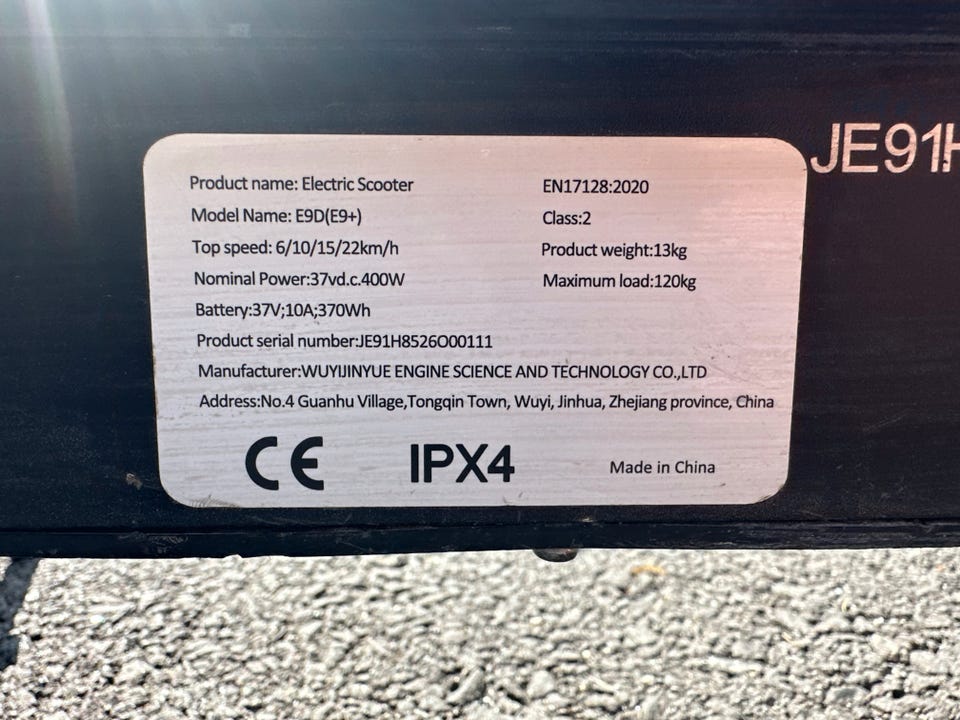 JE91H
Product name: Electric Scooter
EN17128:2020
Model Name: E9D(E9+)
Class:2
Top speed: 6/10/15/22km/h
Product weight:13kg
Nominal Power:37vd.c.400W
Maximum load:120kg
Battery:37V;10A;370Wh
Product serial number:JE91H8526O00111
Manufacturer:WUYIJINYUE ENGINE SCIENCE AND TECHNOLOGY CO.,LTD
Address:No.4 Guanhu Village,Tongqin Town, Wuyi, Jinhua, Zhejiang province, China
CE IPX4 Made in China